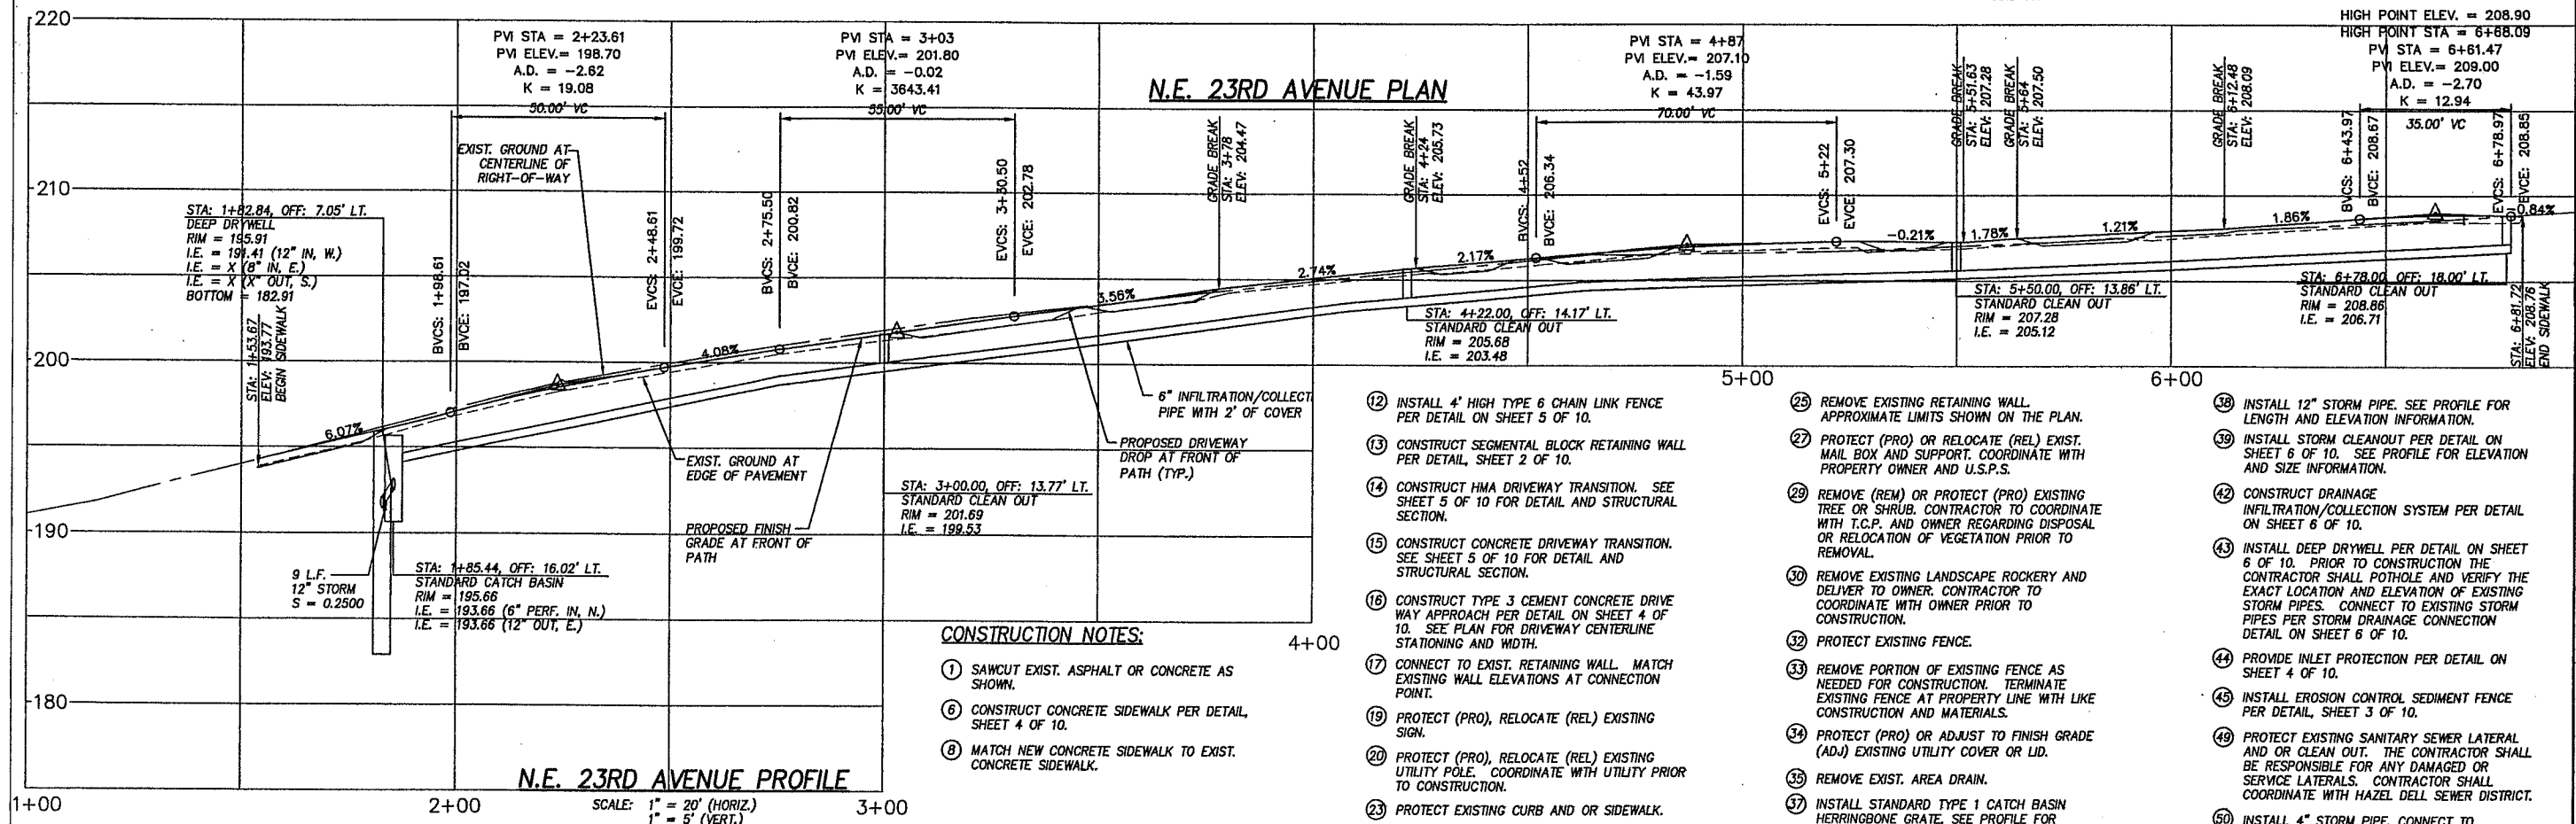 220
210
200
190
180
1+00
2+00
3+00
4+00
5+00
6+00
PVI STA = 2+23.61
PVI ELEV.= 198.70
A.D. = -2.62
K = 19.08
50.00' VC
PVI STA = 3+03
PVI ELEV.= 201.80
A.D. = -0.02
K = 3643.41
55.00' VC
N.E. 23RD AVENUE PLAN
PVI STA = 4+87
PVI ELEV.= 207.10
A.D. = -1.59
K = 43.97
70.00' VC
HIGH POINT ELEV. = 208.90
HIGH POINT STA = 6+68.09
PVI STA = 6+61.47
PVI ELEV.= 209.00
A.D. = -2.70
K = 12.94
35.00' VC
EXIST. GROUND AT
CENTERLINE OF
RIGHT-OF-WAY
STA: 1+82.84, OFF: 7.05' LT.
DEEP DRYWELL
RIM = 195.91
I.E. = 191.41 (12" IN, W.)
I.E. = X (8" IN, E.)
I.E. = X (X" OUT, S.)
BOTTOM = 182.91
STA: 1+53.67
ELEV: 193.77
BEGIN SIDEWALK
BVCS: 1+98.61
BVCE: 197.02
EVCS: 2+48.61
EVCE: 199.72
BVCS: 2+75.50
BVCE: 200.82
EVCS: 3+30.50
EVCE: 202.78
GRADE BREAK
STA: 3+78
ELEV: 204.47
GRADE BREAK
STA: 4+24
ELEV: 205.73
BVCS: 4+52
BVCE: 206.34
EVCS: 5+22
EVCE: 207.30
GRADE BREAK
STA: 5+51.63
ELEV: 207.28
GRADE BREAK
STA: 5+64
ELEV: 207.50
GRADE BREAK
STA: 6+12.48
ELEV: 208.09
BVCS: 6+43.97
BVCE: 208.67
EVCS: 6+78.97
EVCE: 208.85
6.07%
4.08%
3.56%
2.74%
2.17%
-0.21%
1.78%
1.21%
1.86%
-0.84%
STA: 6+81.72
ELEV: 208.76
END SIDEWALK
STA: 4+22.00, OFF: 14.17' LT.
STANDARD CLEAN OUT
RIM = 205.68
I.E. = 203.48
STA: 5+50.00, OFF: 13.86' LT.
STANDARD CLEAN OUT
RIM = 207.28
I.E. = 205.12
STA: 6+78.00, OFF: 18.00' LT.
STANDARD CLEAN OUT
RIM = 208.86
I.E. = 206.71
6" INFILTRATION/COLLECTI
PIPE WITH 2' OF COVER
PROPOSED DRIVEWAY
DROP AT FRONT OF
PATH (TYP.)
EXIST. GROUND AT
EDGE OF PAVEMENT
STA: 3+00.00, OFF: 13.77' LT.
STANDARD CLEAN OUT
RIM = 201.69
I.E. = 199.53
PROPOSED FINISH
GRADE AT FRONT OF
PATH
9 L.F.
12" STORM
S = 0.2500
STA: 1+85.44, OFF: 16.02' LT.
STANDARD CATCH BASIN
RIM = 195.66
I.E. = 193.66 (6" PERF. IN, N.)
I.E. = 193.66 (12" OUT, E.)
N.E. 23RD AVENUE PROFILE
SCALE: 1" = 20' (HORIZ.)
1" = 5' (VERT.)
CONSTRUCTION NOTES:
1 SAWCUT EXIST. ASPHALT OR CONCRETE AS
SHOWN.
6 CONSTRUCT CONCRETE SIDEWALK PER DETAIL,
SHEET 4 OF 10.
8 MATCH NEW CONCRETE SIDEWALK TO EXIST.
CONCRETE SIDEWALK.
12 INSTALL 4' HIGH TYPE 6 CHAIN LINK FENCE
PER DETAIL ON SHEET 5 OF 10.
13 CONSTRUCT SEGMENTAL BLOCK RETAINING WALL
PER DETAIL, SHEET 2 OF 10.
14 CONSTRUCT HMA DRIVEWAY TRANSITION. SEE
SHEET 5 OF 10 FOR DETAIL AND STRUCTURAL
SECTION.
15 CONSTRUCT CONCRETE DRIVEWAY TRANSITION.
SEE SHEET 5 OF 10 FOR DETAIL AND
STRUCTURAL SECTION.
16 CONSTRUCT TYPE 3 CEMENT CONCRETE DRIVE
WAY APPROACH PER DETAIL ON SHEET 4 OF
10. SEE PLAN FOR DRIVEWAY CENTERLINE
STATIONING AND WIDTH.
17 CONNECT TO EXIST. RETAINING WALL. MATCH
EXISTING WALL ELEVATIONS AT CONNECTION
POINT.
19 PROTECT (PRO), RELOCATE (REL) EXISTING
SIGN.
20 PROTECT (PRO), RELOCATE (REL) EXISTING
UTILITY POLE. COORDINATE WITH UTILITY PRIOR
TO CONSTRUCTION.
23 PROTECT EXISTING CURB AND OR SIDEWALK.
25 REMOVE EXISTING RETAINING WALL.
APPROXIMATE LIMITS SHOWN ON THE PLAN.
27 PROTECT (PRO) OR RELOCATE (REL) EXIST.
MAIL BOX AND SUPPORT. COORDINATE WITH
PROPERTY OWNER AND U.S.P.S.
29 REMOVE (REM) OR PROTECT (PRO) EXISTING
TREE OR SHRUB. CONTRACTOR TO COORDINATE
WITH T.C.P. AND OWNER REGARDING DISPOSAL
OR RELOCATION OF VEGETATION PRIOR TO
REMOVAL.
30 REMOVE EXISTING LANDSCAPE ROCKERY AND
DELIVER TO OWNER. CONTRACTOR TO
COORDINATE WITH OWNER PRIOR TO
CONSTRUCTION.
32 PROTECT EXISTING FENCE.
33 REMOVE PORTION OF EXISTING FENCE AS
NEEDED FOR CONSTRUCTION. TERMINATE
EXISTING FENCE AT PROPERTY LINE WITH LIKE
CONSTRUCTION AND MATERIALS.
34 PROTECT (PRO) OR ADJUST TO FINISH GRADE
(ADJ) EXISTING UTILITY COVER OR LID.
35 REMOVE EXIST. AREA DRAIN.
37 INSTALL STANDARD TYPE 1 CATCH BASIN
HERRINGBONE GRATE. SEE PROFILE FOR
38 INSTALL 12" STORM PIPE. SEE PROFILE FOR
LENGTH AND ELEVATION INFORMATION.
39 INSTALL STORM CLEANOUT PER DETAIL ON
SHEET 6 OF 10. SEE PROFILE FOR ELEVATION
AND SIZE INFORMATION.
42 CONSTRUCT DRAINAGE
INFILTRATION/COLLECTION SYSTEM PER DETAIL
ON SHEET 6 OF 10.
43 INSTALL DEEP DRYWELL PER DETAIL ON SHEET
6 OF 10. PRIOR TO CONSTRUCTION THE
CONTRACTOR SHALL POTHOLE AND VERIFY THE
EXACT LOCATION AND ELEVATION OF EXISTING
STORM PIPES. CONNECT TO EXISTING STORM
PIPES PER STORM DRAINAGE CONNECTION
DETAIL ON SHEET 6 OF 10.
44 PROVIDE INLET PROTECTION PER DETAIL ON
SHEET 4 OF 10.
45 INSTALL EROSION CONTROL SEDIMENT FENCE
PER DETAIL, SHEET 3 OF 10.
49 PROTECT EXISTING SANITARY SEWER LATERAL
AND OR CLEAN OUT. THE CONTRACTOR SHALL
BE RESPONSIBLE FOR ANY DAMAGED OR
SERVICE LATERALS. CONTRACTOR SHALL
COORDINATE WITH HAZEL DELL SEWER DISTRICT.
50 INSTALL 4" STORM PIPE. CONNECT TO